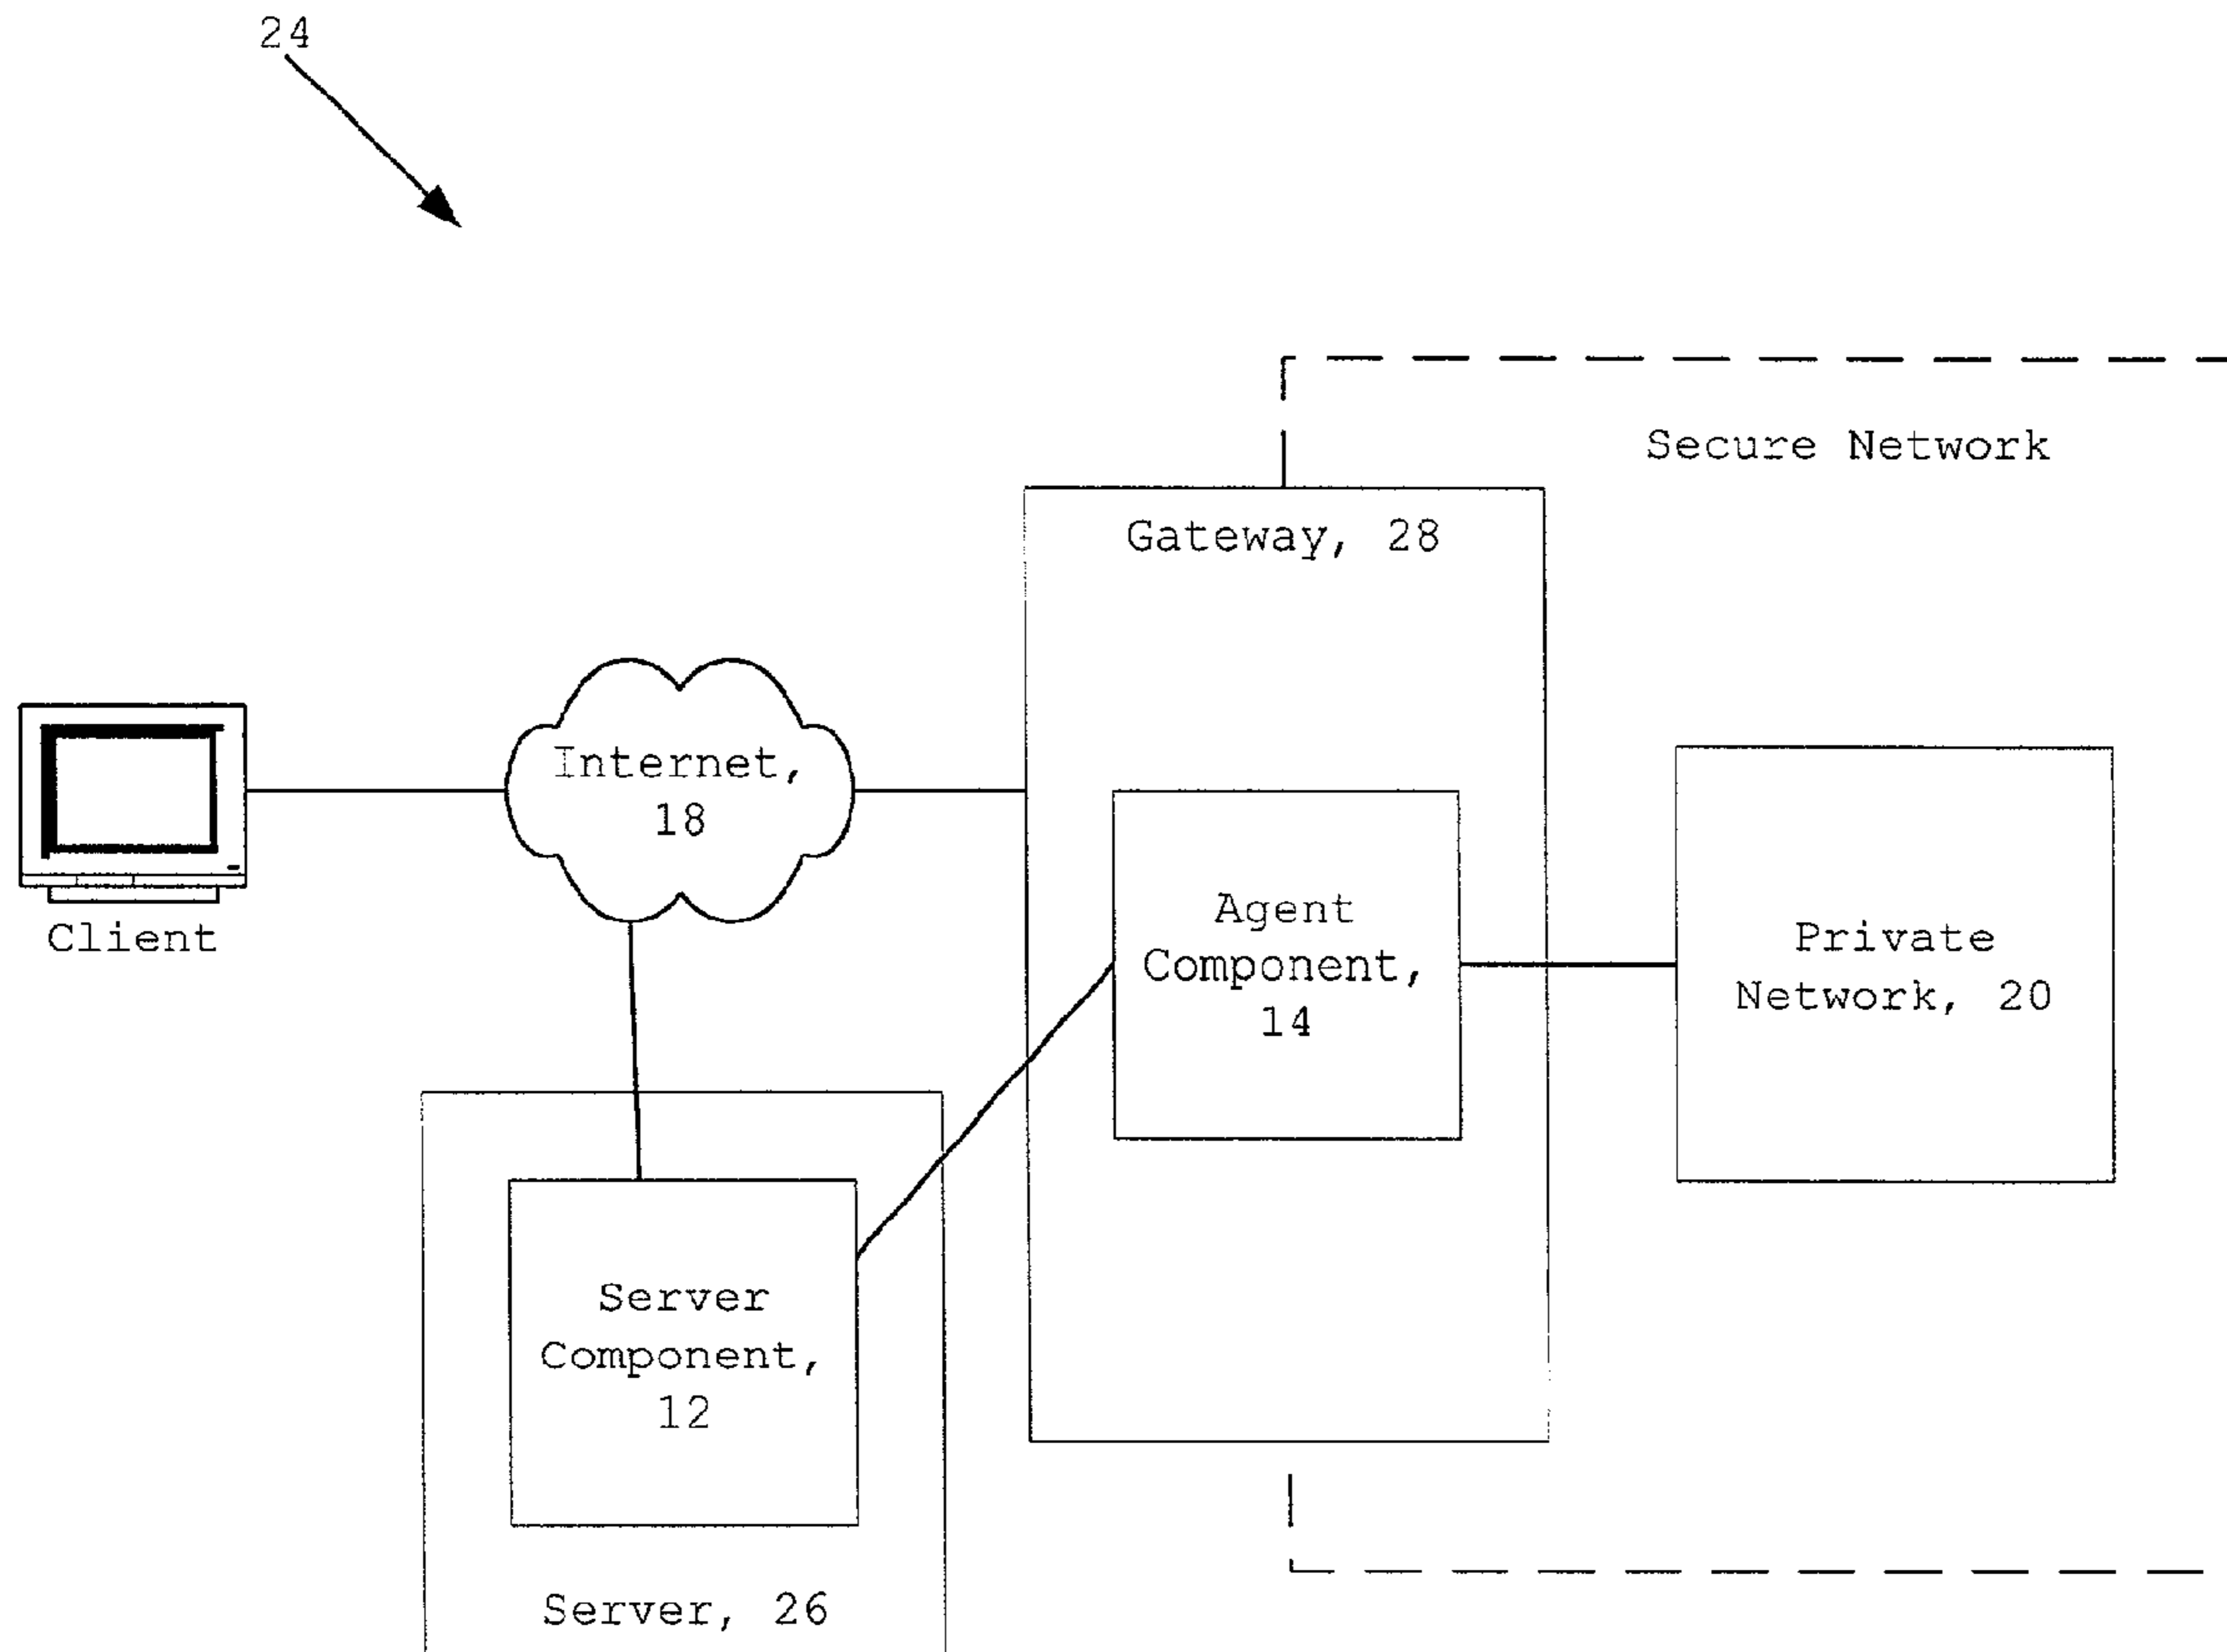 24
Secure Network
Gateway, 28
Internet,
18
Client
Agent
Component,
14
Private
Network, 20
Server
Component,
12
Server, 26